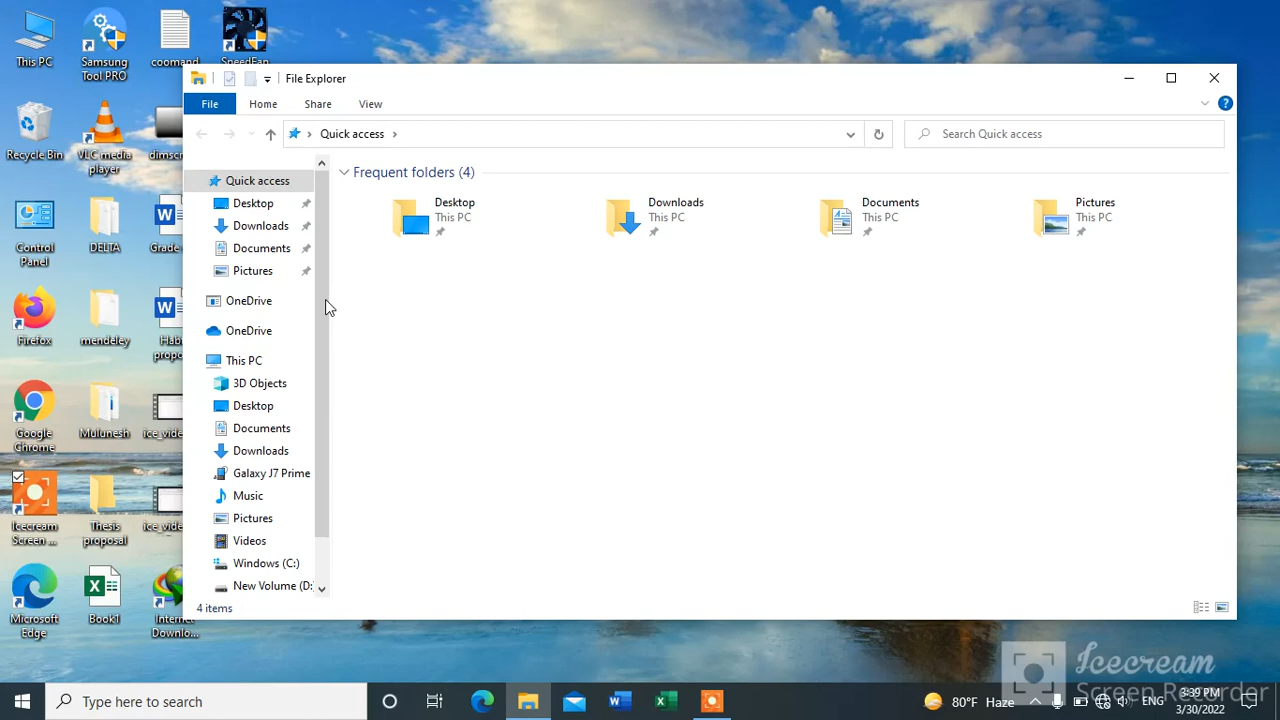 This PC
Samsung
Tool PRO
coomand
SpeedFan
Recycle Bin
VLC media
player
dimscr
Control
Panel
DELTA
Grade
Firefox
mendeley
Hab
propo
Google
Chrome
Mulunesh
ice_vide
Icecream
Screen ...
Thesis
proposal
ice_vide
Microsoft
Edge
Book1
Internet
Downlo...
File Explorer
File
Home
Share
View
Quick access
Search Quick access
Quick access
Desktop
Downloads
Documents
Pictures
OneDrive
OneDrive
This PC
3D Objects
Desktop
Documents
Downloads
Galaxy J7 Prime
Music
Pictures
Videos
Windows (C:)
New Volume (D:
Frequent folders (4)
Desktop
This PC
Downloads
This PC
Documents
This PC
Pictures
This PC
4 items
Icecream
Screen Recorder
Type here to search
80°F Haze
ENG
3:39 PM
3/30/2022